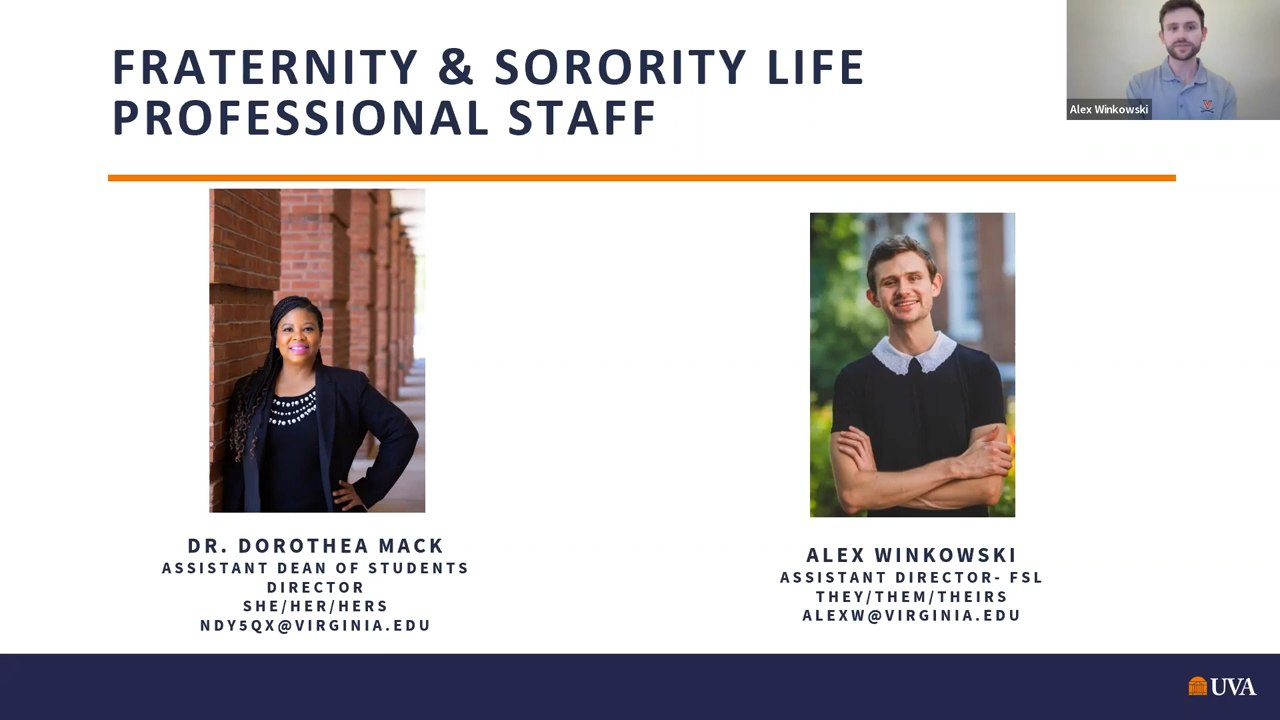 FRATERNITY & SORORITY LIFE
PROFESSIONAL STAFF
Alex Winkowski
DR. DOROTHEA MACK
ASSISTANT DEAN OF STUDENTS
DIRECTOR
SHE/HER/HERS
NDY5QX@VIRGINIA.EDU
ALEX WINKOWSKI
ASSISTANT DIRECTOR- FSL
THEY/THEM/THEIRS
ALEXW@VIRGINIA.EDU
UVA